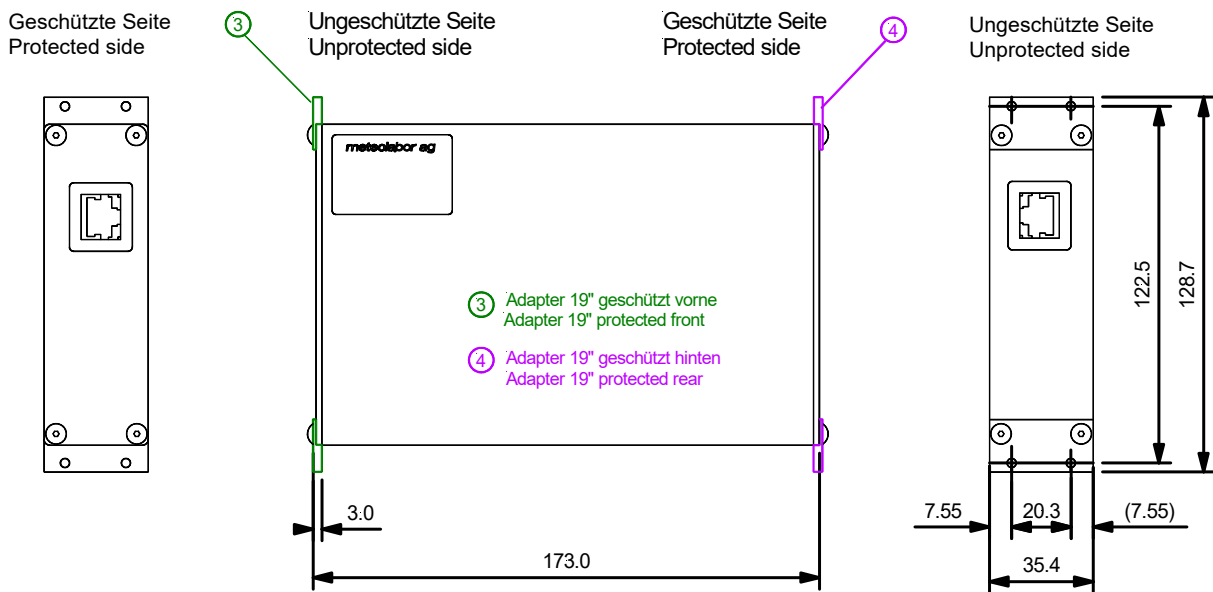 Geschützte Seite
Protected side
3
Ungeschützte Seite
Unprotected side
Geschützte Seite
Protected side
4
Ungeschützte Seite
Unprotected side
meteolabor ag
3 Adapter 19" geschützt vorne
Adapter 19" protected front
4 Adapter 19" geschützt hinten
Adapter 19" protected rear
122.5
128.7
3.0
173.0
7.55
20.3
(7.55)
35.4